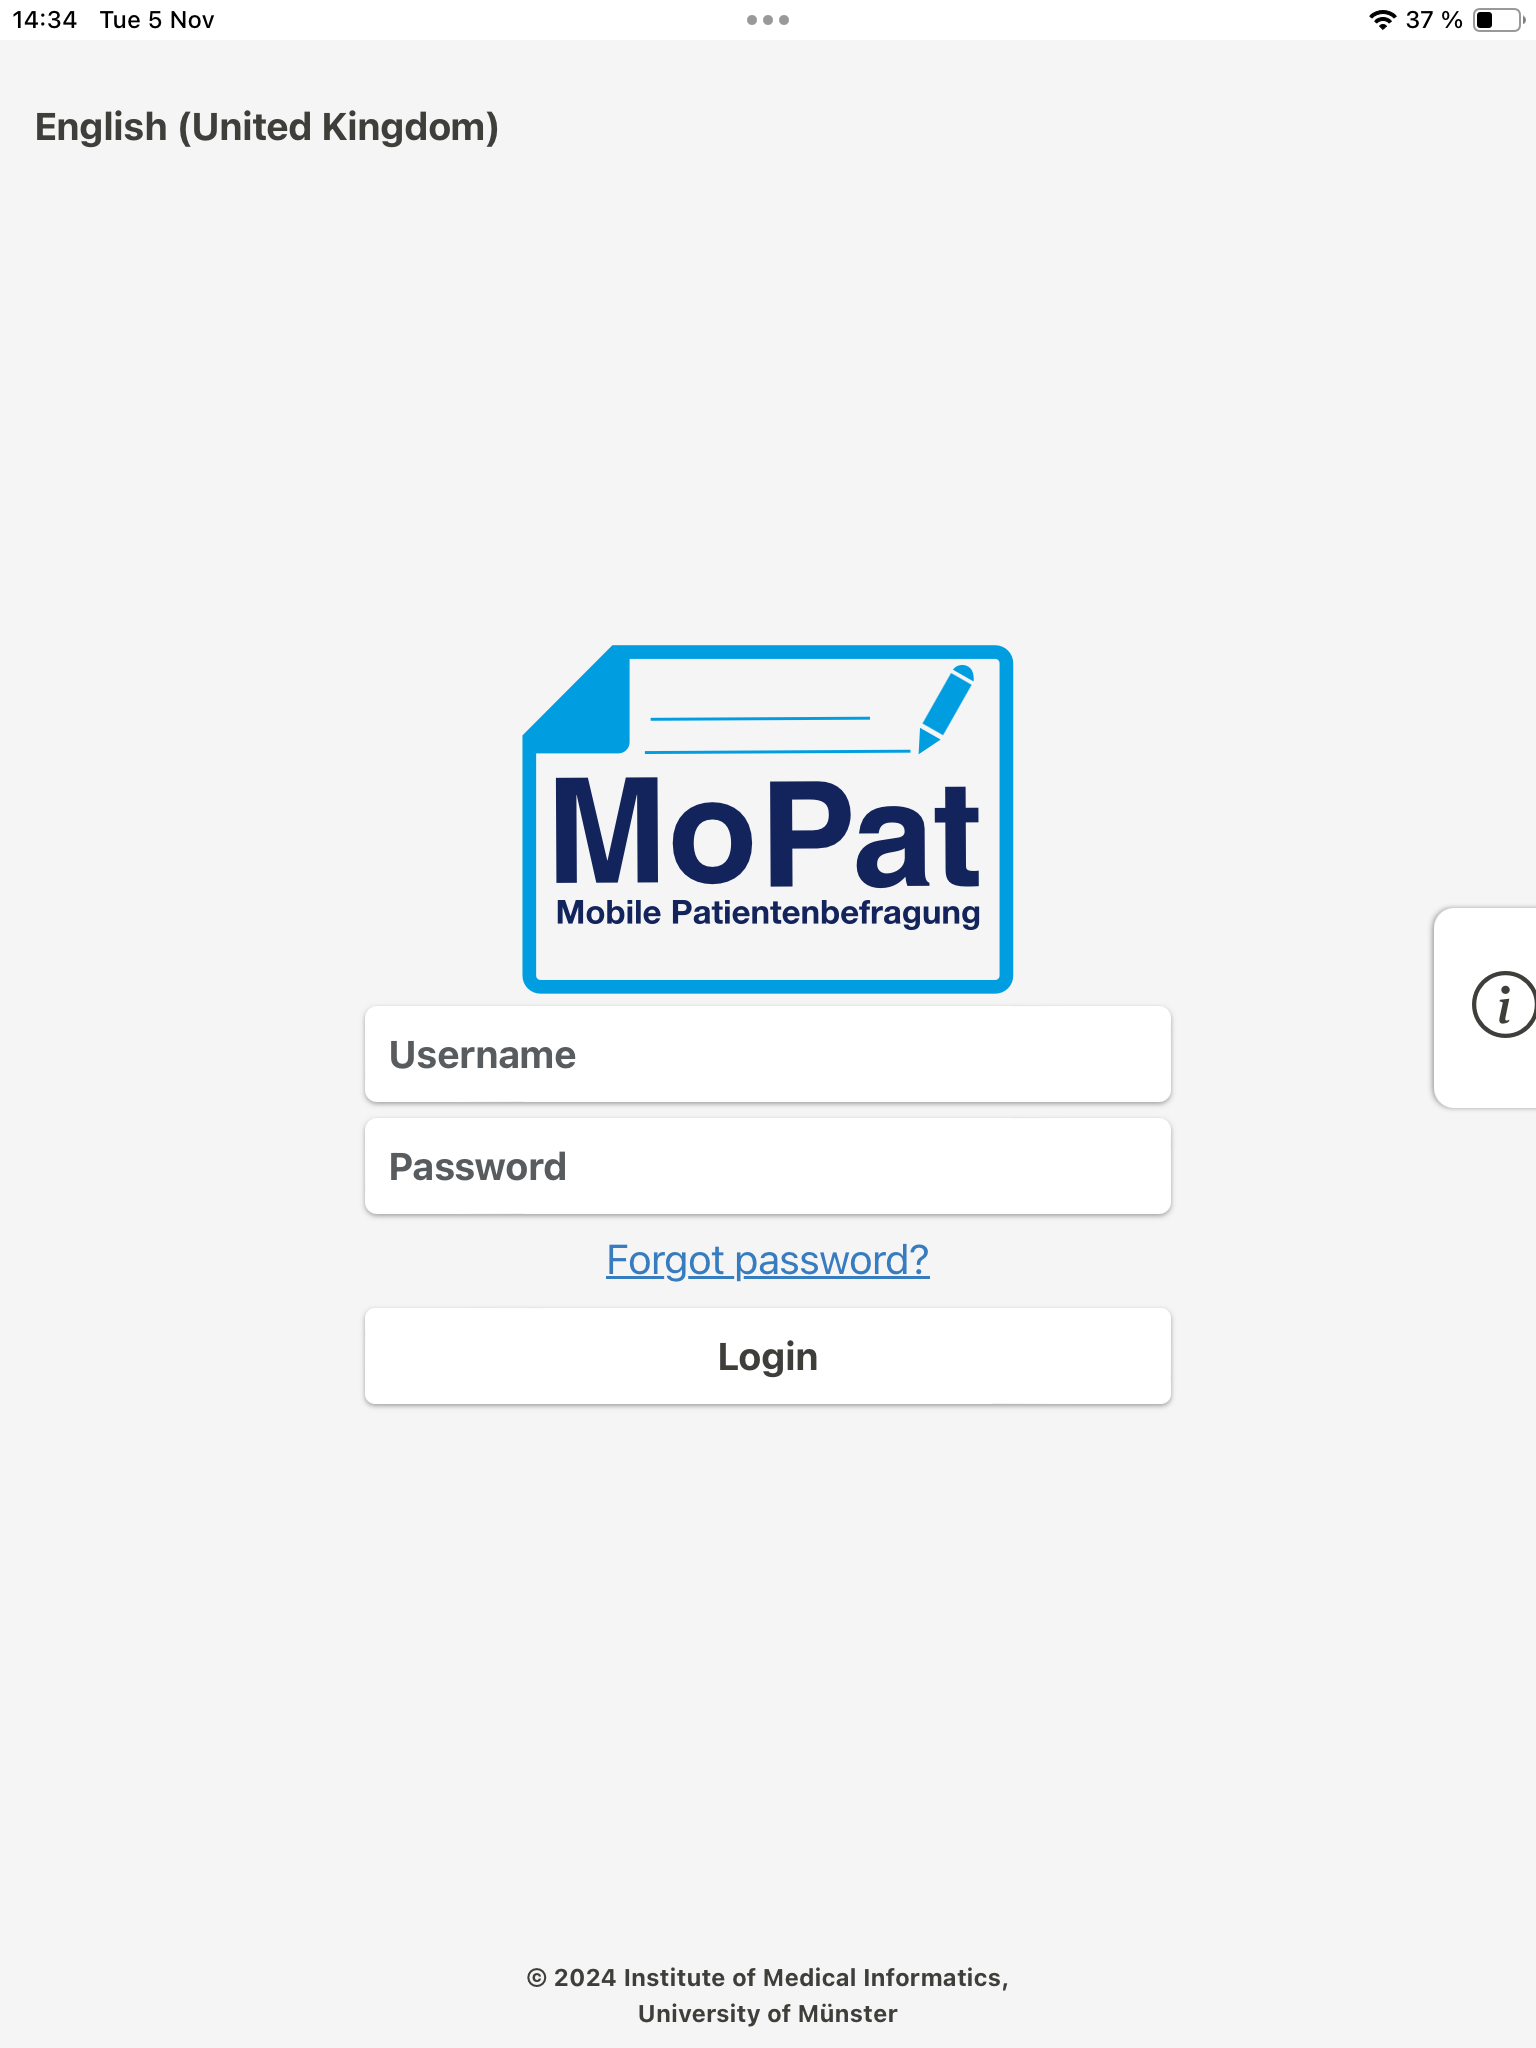 14:34 Tue 5 Nov
37 %
English (United Kingdom)
MoPat
Mobile Patientenbefragung
Username
Password
Forgot password?
Login
i
© 2024 Institute of Medical Informatics,
University of Münster